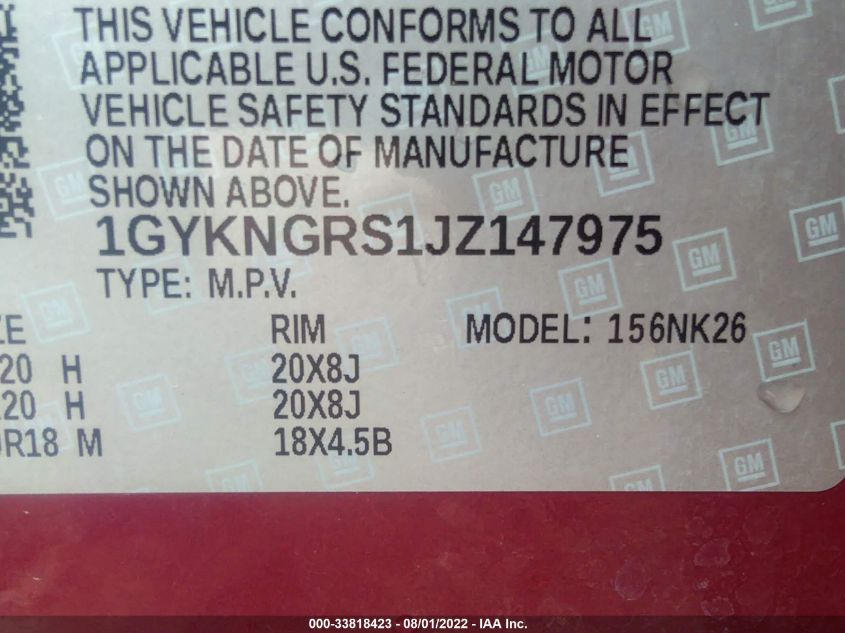 THIS VEHICLE CONFORMS TO ALL
APPLICABLE U.S. FEDERAL MOTOR
VEHICLE SAFETY STANDARDS IN EFFECT
ON THE DATE OF MANUFACTURE
SHOWN ABOVE.
1GYKNGRS1JZ147975
TYPE: M.P.V.
RIM MODEL: 156NK26
20 H 20X8J
20 H 20X8J
R18 M 18X4.5B
GM
000-33818423 - 08/01/2022 - IAA Inc.